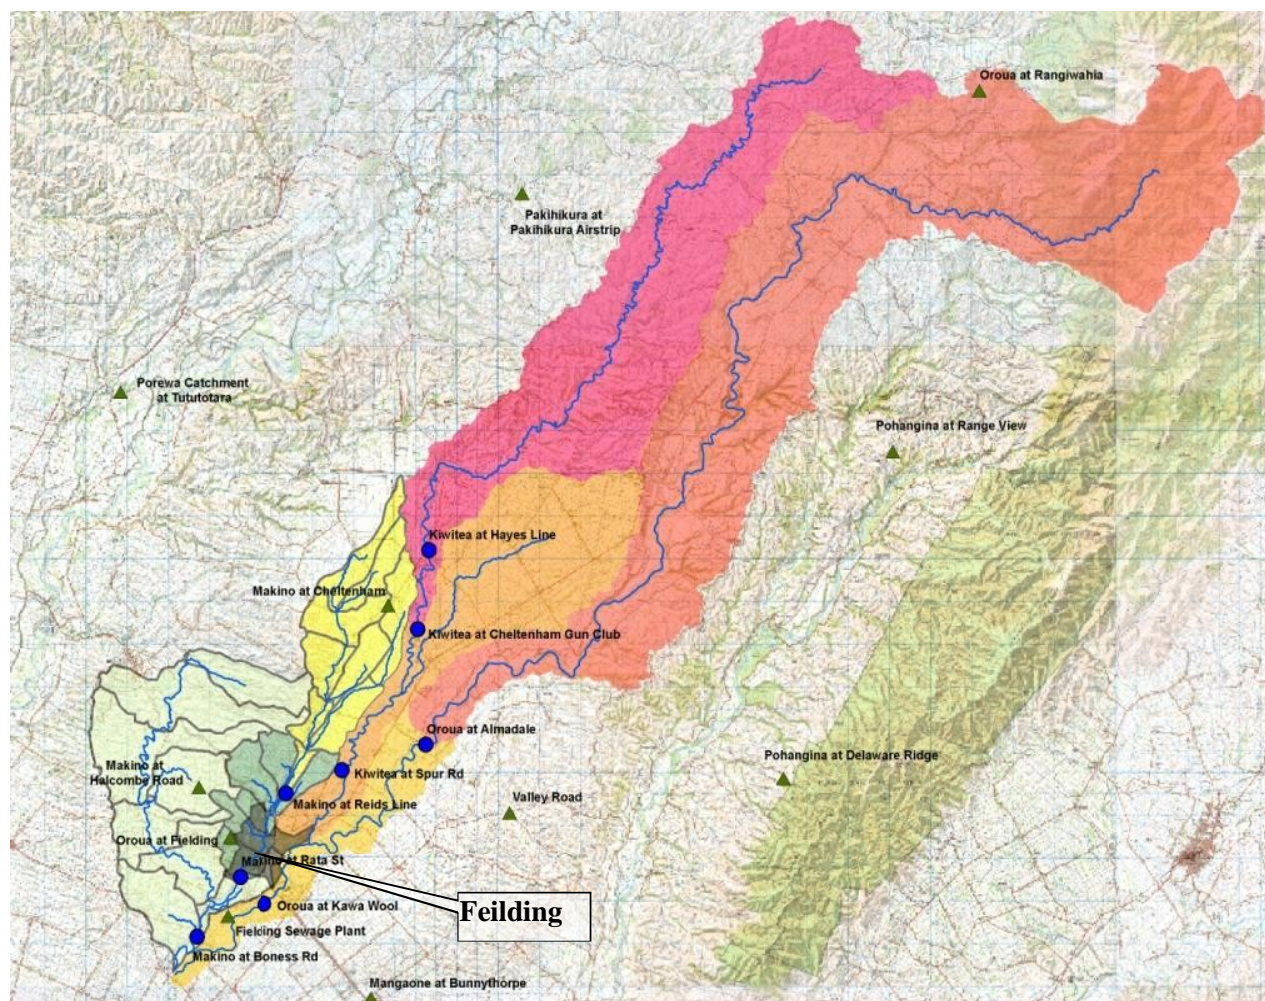 Oroua at Rangiwahia
Pakihikura at
Pakihikura Airstrip
Porewa Catchment
at Tututotara
Pohangina at Range View
Kiwitea at Hayes Line
Makino at Cheltenham
Kiwitea at Cheltenham Gun Club
Oroua at Almadale
Pohangina at Delaware Ridge
Makino at
Halcombe Road
Kiwitea at Spur Rd
Valley Road
Makino at Reids Line
Oroua at Fielding
Makino at Rata St
Feilding
Oroua at Kawa Wool
Fielding Sewage Plant
Makino at Boness Rd
Mangaone at Bunnythorpe